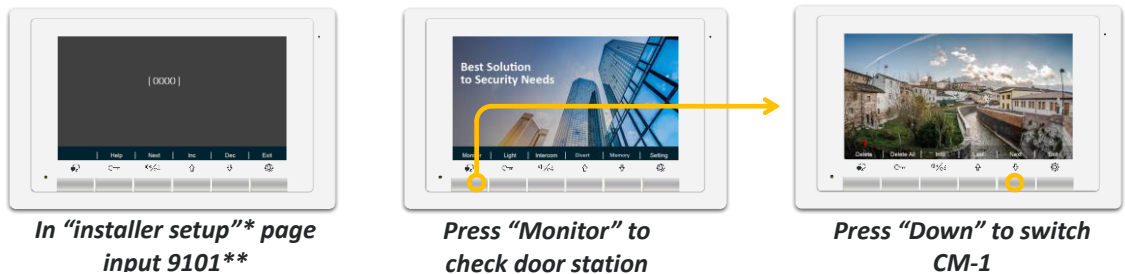 [ 0000 ]
Help Next Inc Dec Exit
In “installer setup”* page
input 9101**
Best Solution
to Security Needs
Monitor Light Intercom Divert Memory Setting
Press “Monitor” to
check door station
Delete Delete All Info Last Next Exit
Press “Down” to switch
CM-1